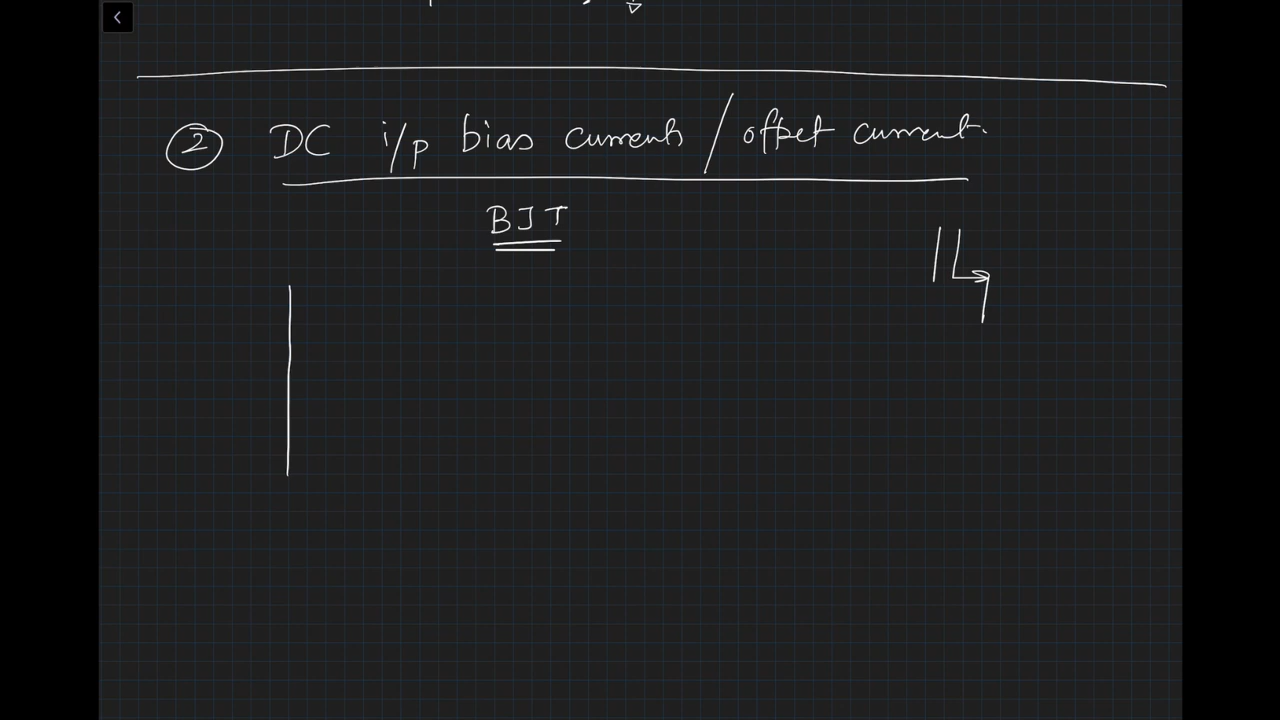 ② DC i/p bias currents / offset current.
BJT